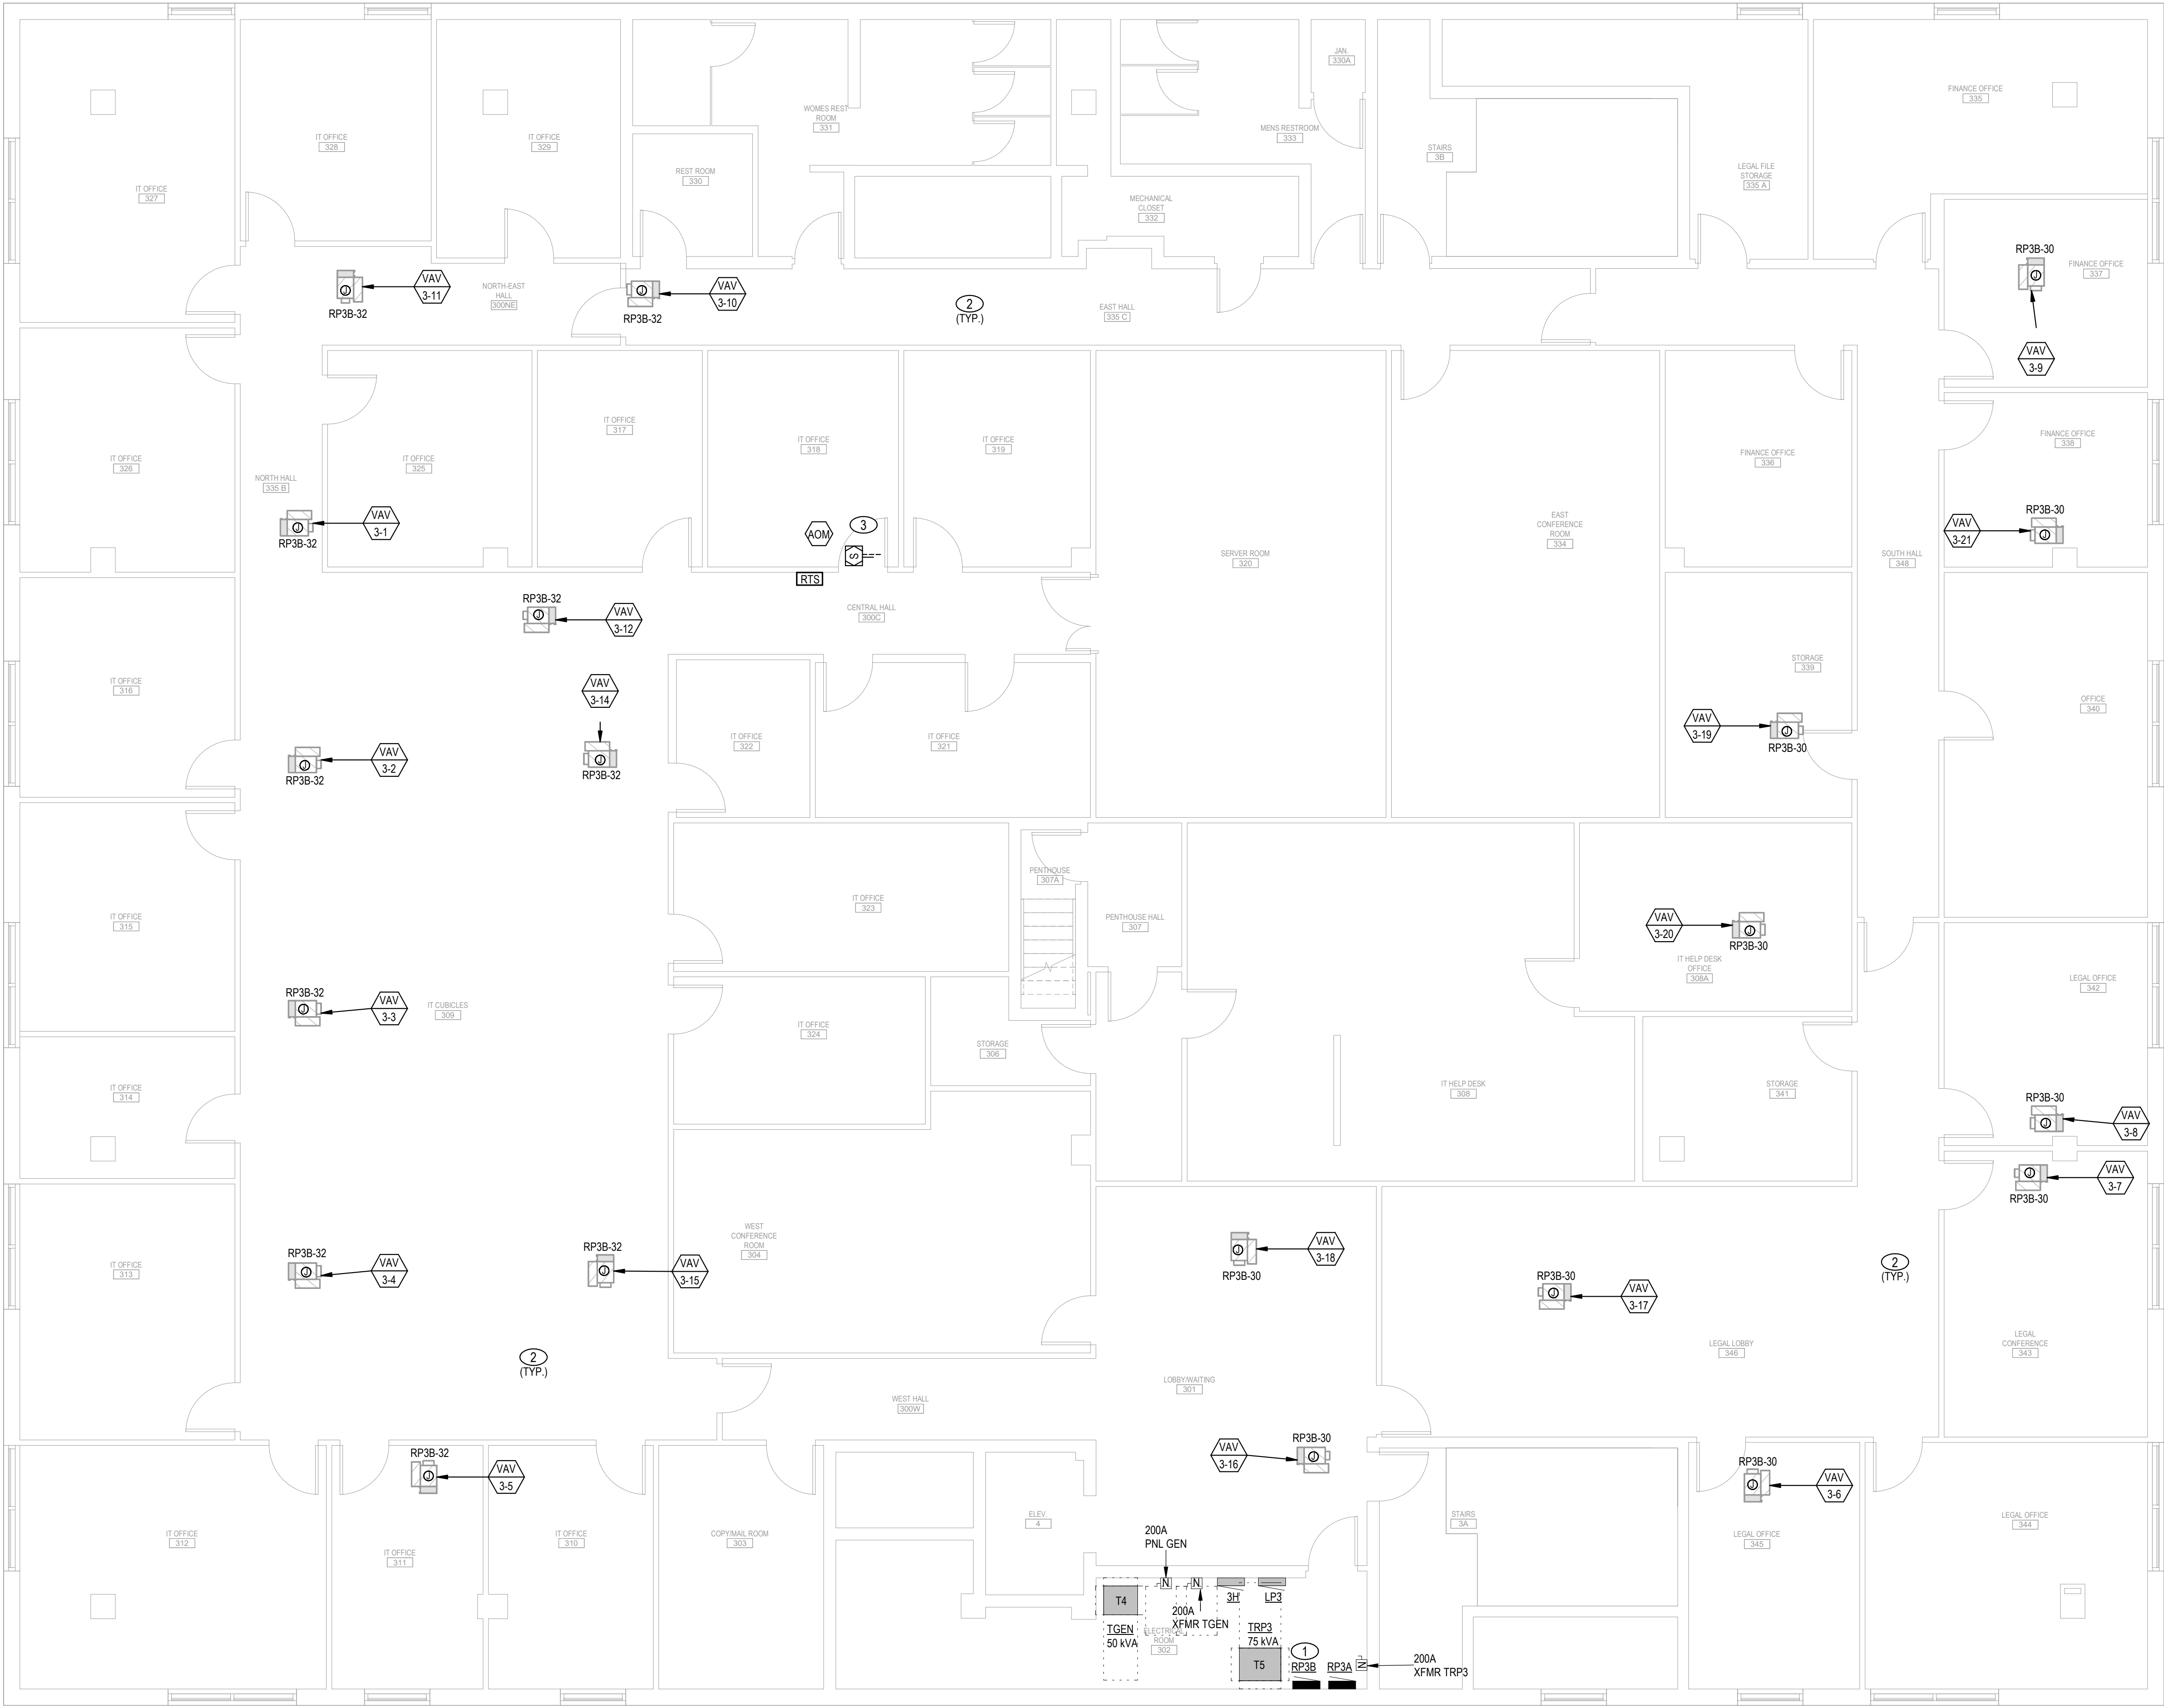 JAN.
330A
FINANCE OFFICE
335
WOMES REST
ROOM
331
IT OFFICE
328
IT OFFICE
329
MENS RESTROOM
333
STAIRS
3B
LEGAL FILE
STORAGE
335 A
IT OFFICE
327
REST ROOM
330
MECHANICAL
CLOSET
332
RP3B-30
J
FINANCE OFFICE
337
J
VAV
3-11
RP3B-32
NORTH-EAST
HALL
300NE
J
VAV
3-10
RP3B-32
2
(TYP.)
EAST HALL
335 C
VAV
3-9
IT OFFICE
317
IT OFFICE
318
IT OFFICE
319
FINANCE OFFICE
336
FINANCE OFFICE
338
IT OFFICE
326
IT OFFICE
325
NORTH HALL
335 B
J
VAV
3-1
RP3B-32
AOM
3
S
RTS
SERVER ROOM
320
EAST
CONFERENCE
ROOM
334
SOUTH HALL
348
RP3B-30
VAV
3-21
J
RP3B-32
J
VAV
3-12
CENTRAL HALL
300C
IT OFFICE
316
VAV
3-14
J
RP3B-32
STORAGE
339
VAV
3-19
J
RP3B-30
OFFICE
340
J
VAV
3-2
RP3B-32
IT OFFICE
322
IT OFFICE
321
IT OFFICE
315
PENTHOUSE
307A
IT OFFICE
323
PENTHOUSE HALL
307
VAV
3-20
J
RP3B-30
IT HELP DESK
OFFICE
308A
RP3B-32
J
VAV
3-3
IT CUBICLES
309
IT OFFICE
324
STORAGE
306
LEGAL OFFICE
342
IT OFFICE
314
IT HELP DESK
308
STORAGE
341
RP3B-30
J
VAV
3-8
J
VAV
3-7
RP3B-30
IT OFFICE
313
RP3B-32
J
VAV
3-4
RP3B-32
J
VAV
3-15
WEST
CONFERENCE
ROOM
304
J
VAV
3-18
RP3B-30
RP3B-30
J
VAV
3-17
2
(TYP.)
LEGAL LOBBY
346
LEGAL
CONFERENCE
343
2
(TYP.)
WEST HALL
300W
LOBBY/WAITING
301
RP3B-32
J
VAV
3-5
VAV
3-16
RP3B-30
J
RP3B-30
J
VAV
3-6
IT OFFICE
312
IT OFFICE
311
IT OFFICE
310
COPY/MAIL ROOM
303
ELEV.
4
STAIRS
3A
LEGAL OFFICE
345
LEGAL OFFICE
344
200A
PNL GEN
N
N
T4
3H
LP3
200A
XFMR TGEN
TGEN
50 kVA
ELECTRICAL
ROOM
302
TRP3
75 kVA
T5
1
RP3B
RP3A
N
200A
XFMR TRP3